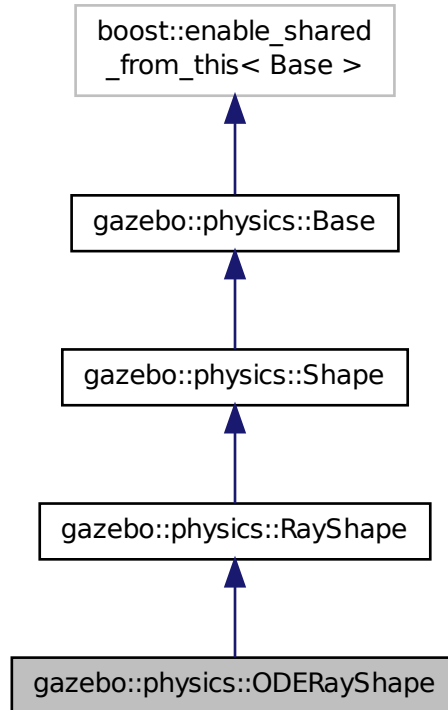 boost::enable_shared
_from_this< Base >
gazebo::physics::Base
gazebo::physics::Shape
gazebo::physics::RayShape
gazebo::physics::ODERayShape